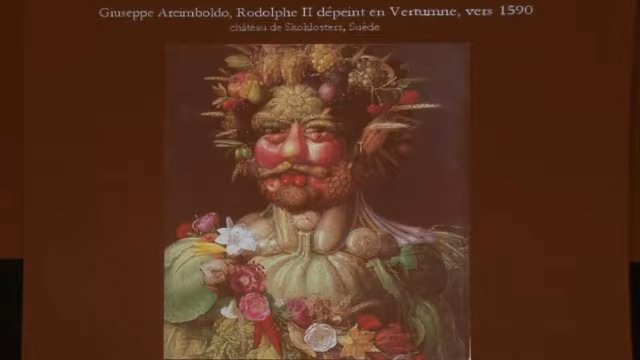 Giuseppe Arcimboldo, Rodolphe II dépeint en Vertumne, vers 1590
château de Skoklosters, Suède